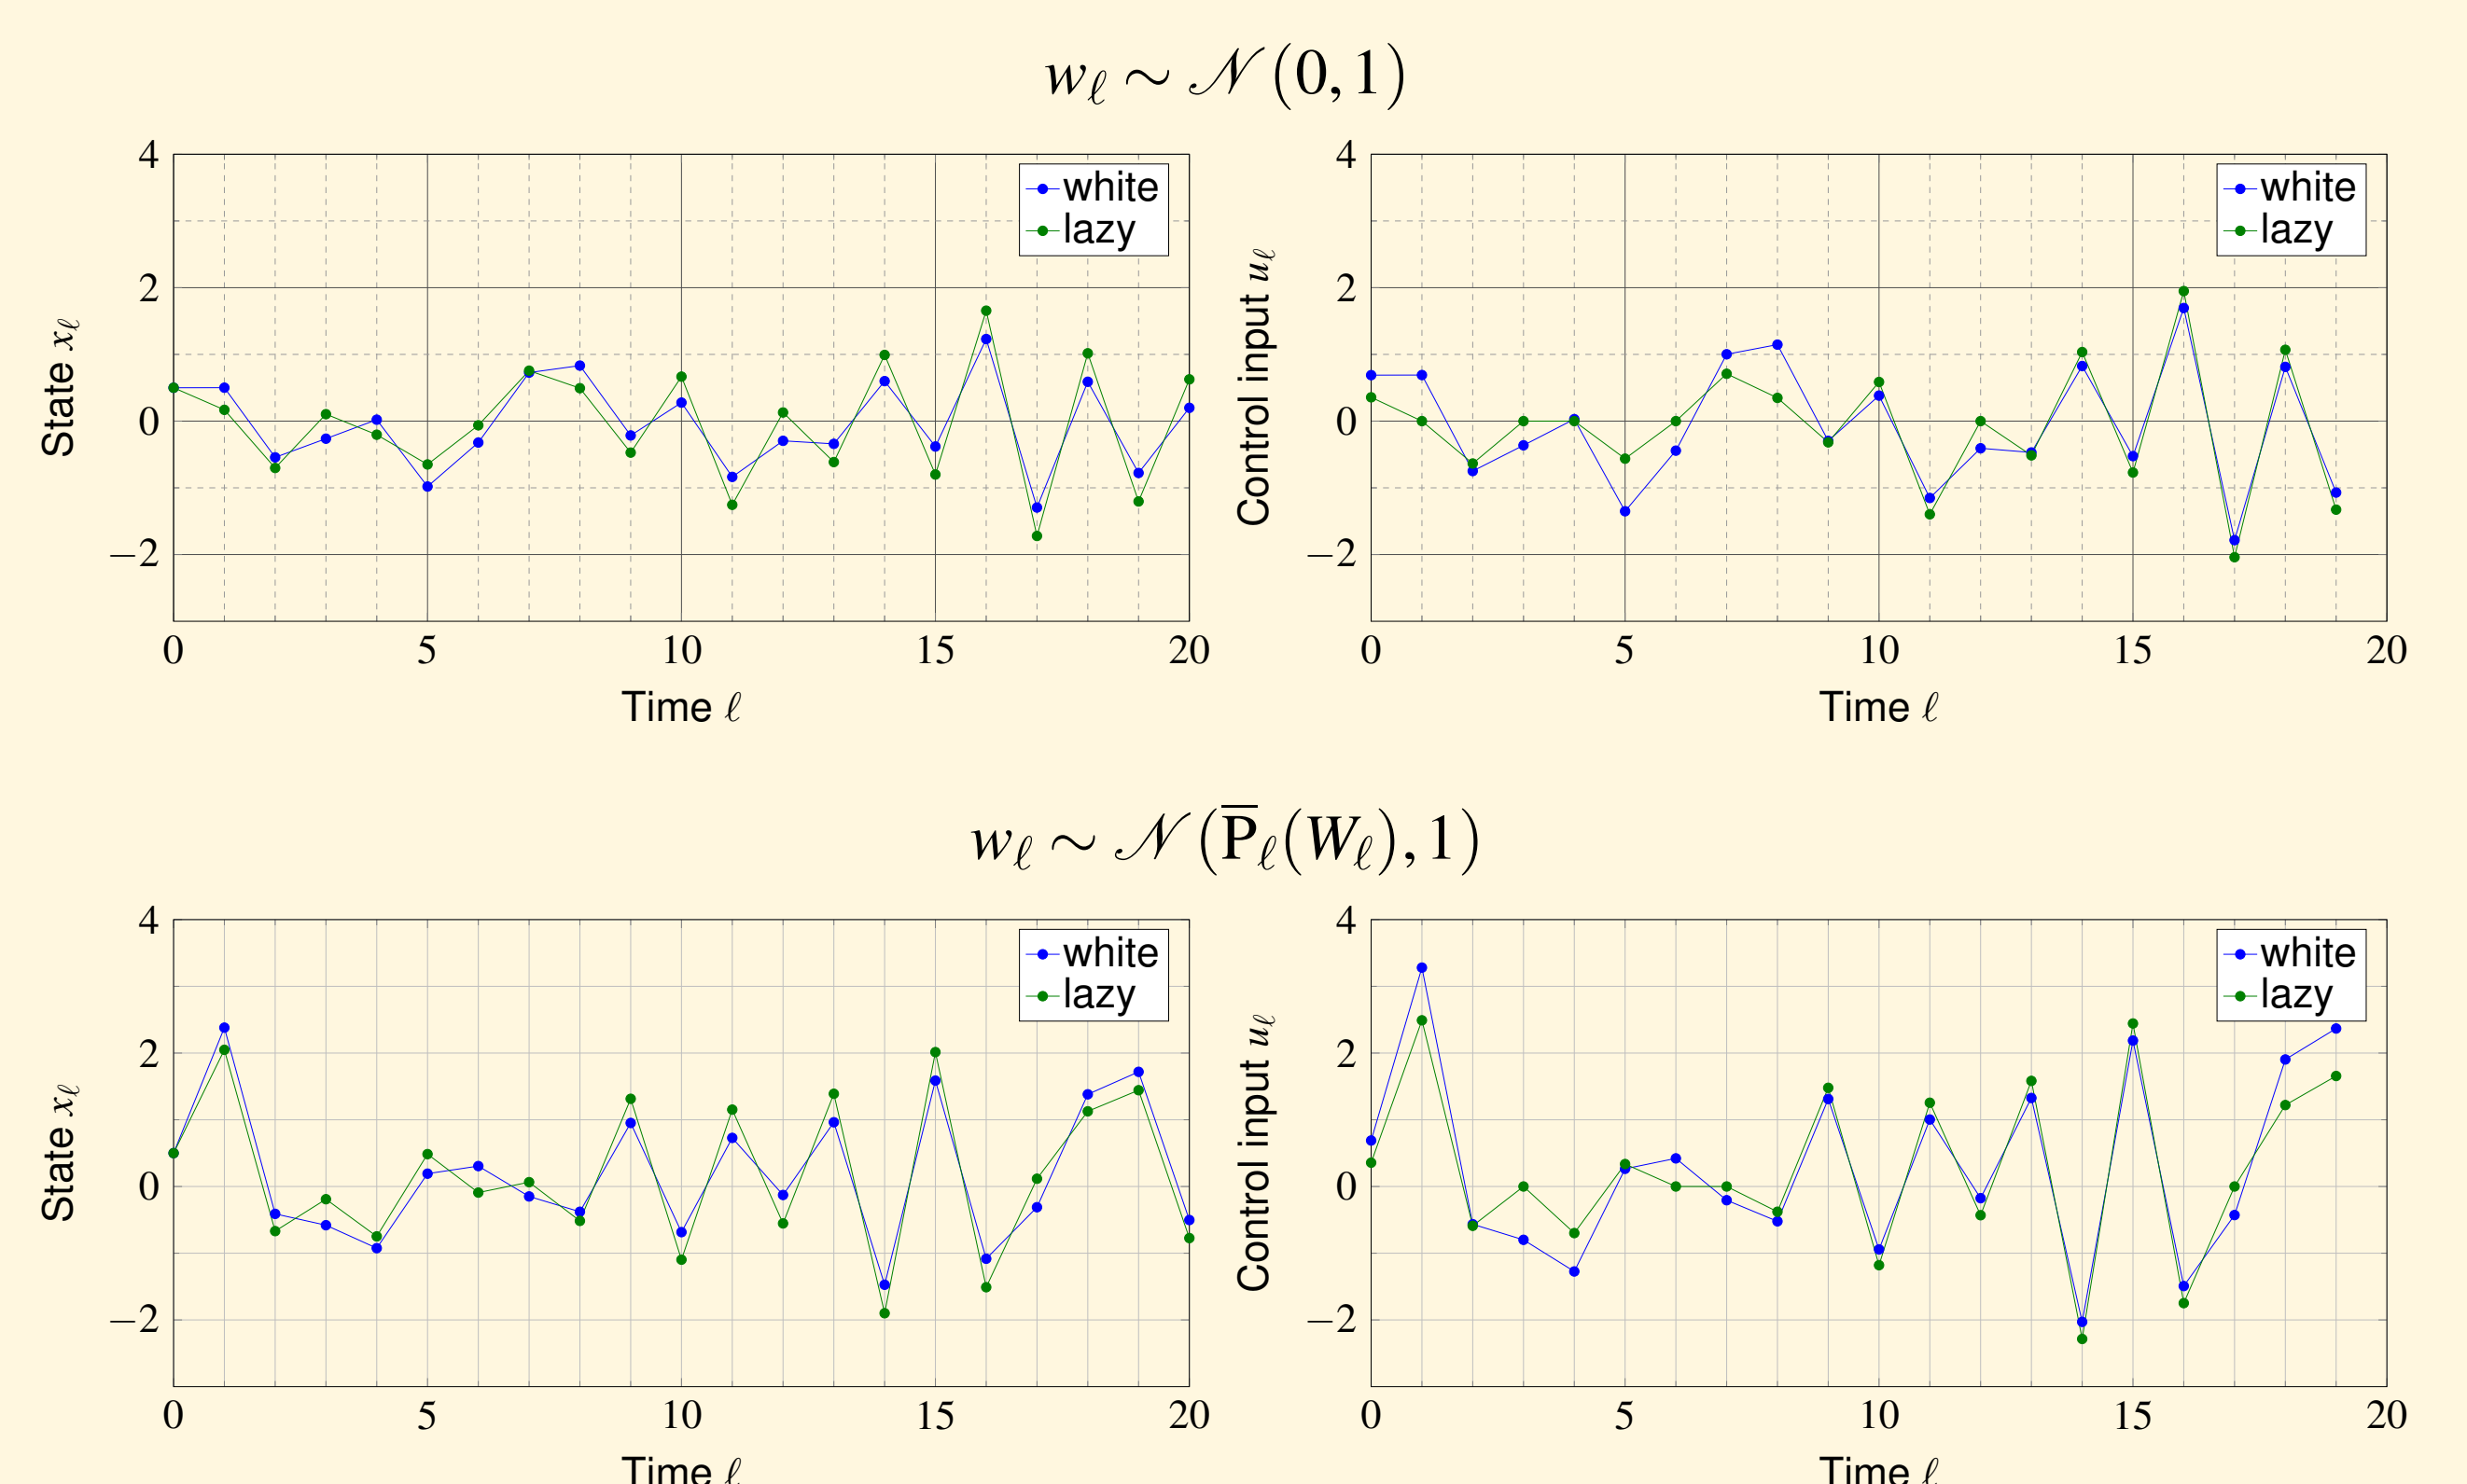 w_ℓ ∼ 𝒩(0, 1)
4
2
0
−2
State x_ℓ
white
lazy
0 5 10 15 20
Time ℓ
4
2
0
−2
Control input u_ℓ
white
lazy
0 5 10 15 20
Time ℓ
w_ℓ ∼ 𝒩(P̅_ℓ(W_ℓ), 1)
4
2
0
−2
State x_ℓ
white
lazy
0 5 10 15 20
Time ℓ
4
2
0
−2
Control input u_ℓ
white
lazy
0 5 10 15 20
Time ℓ